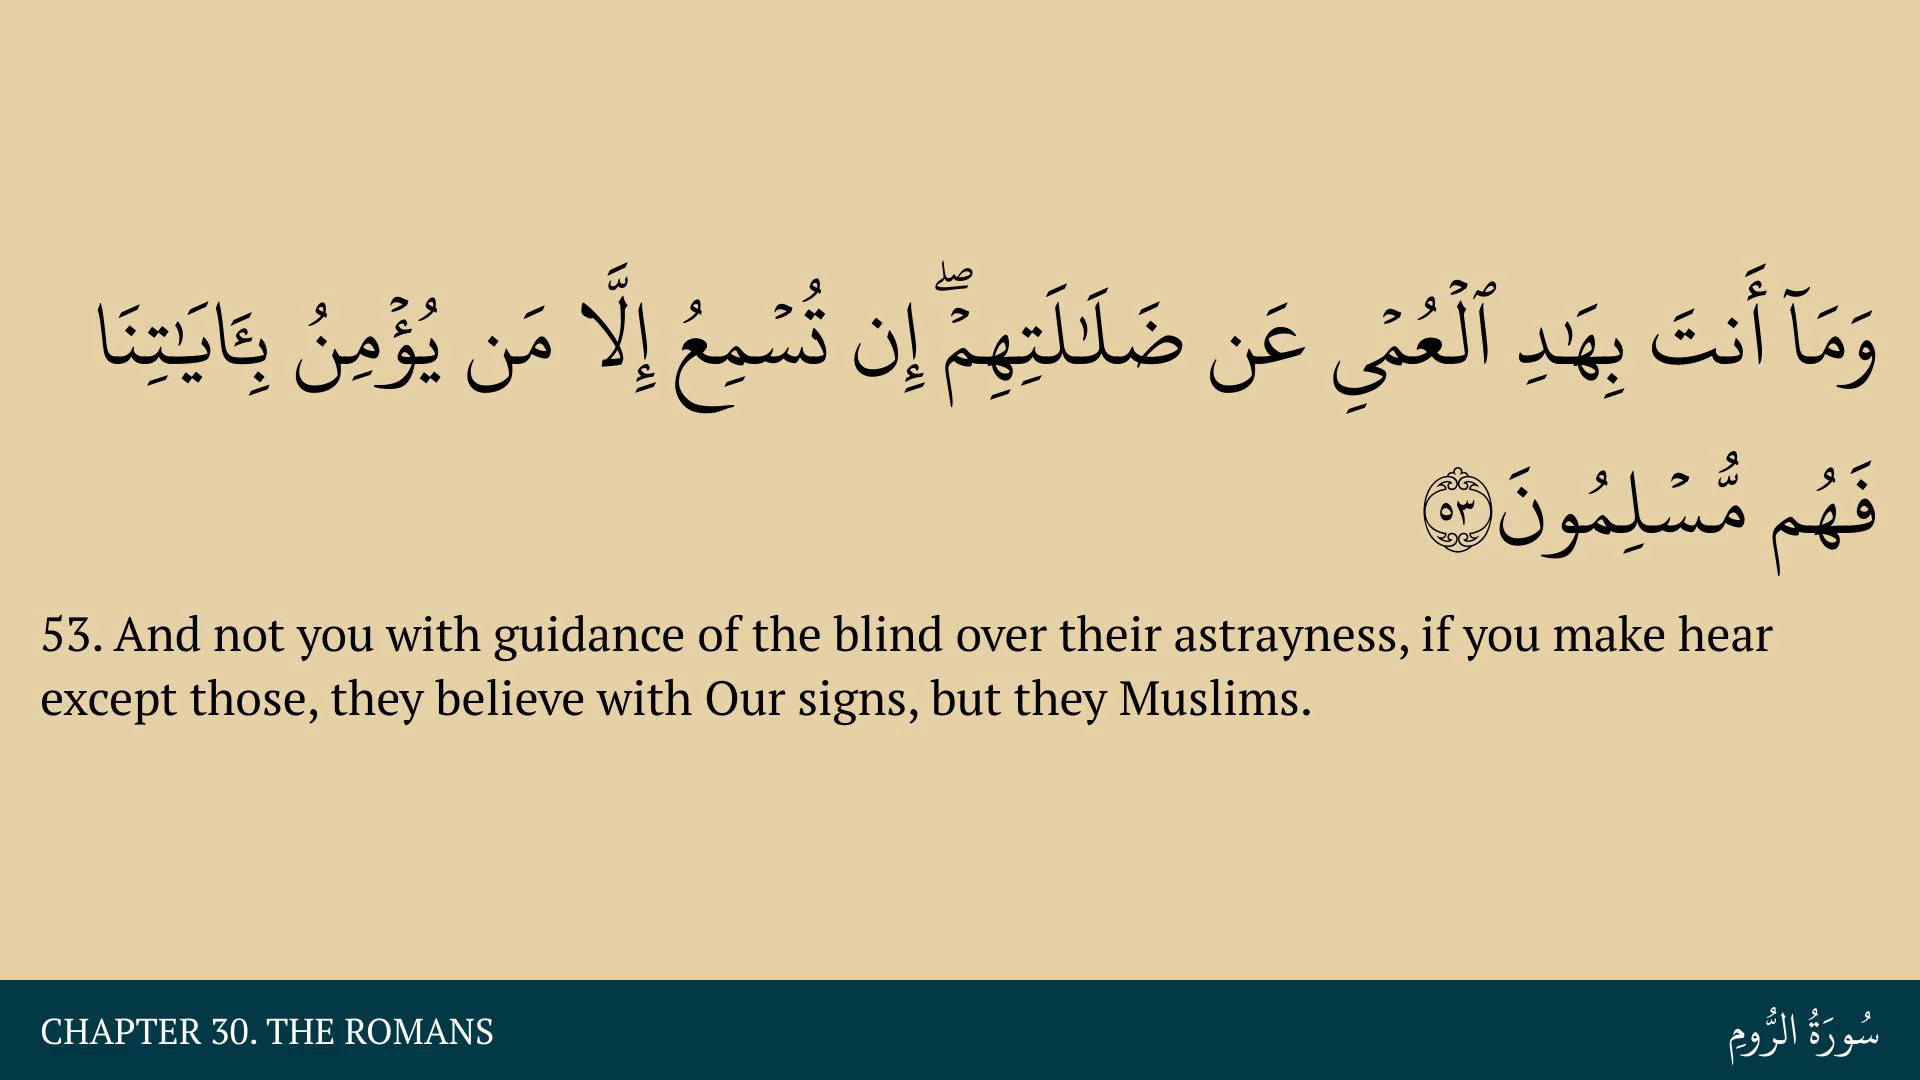 وَمَآ أَنتَ بِهَٰدِ ٱلۡعُمۡيِ عَن ضَلَٰلَتِهِمۡۖ إِن تُسۡمِعُ إِلَّا مَن يُؤۡمِنُ بِـَٔايَٰتِنَا
فَهُم مُّسۡلِمُونَ ٥٣
53. And not you with guidance of the blind over their astrayness, if you make hear
except those, they believe with Our signs, but they Muslims.
CHAPTER 30. THE ROMANS
سُورَةُ الرُّومِ